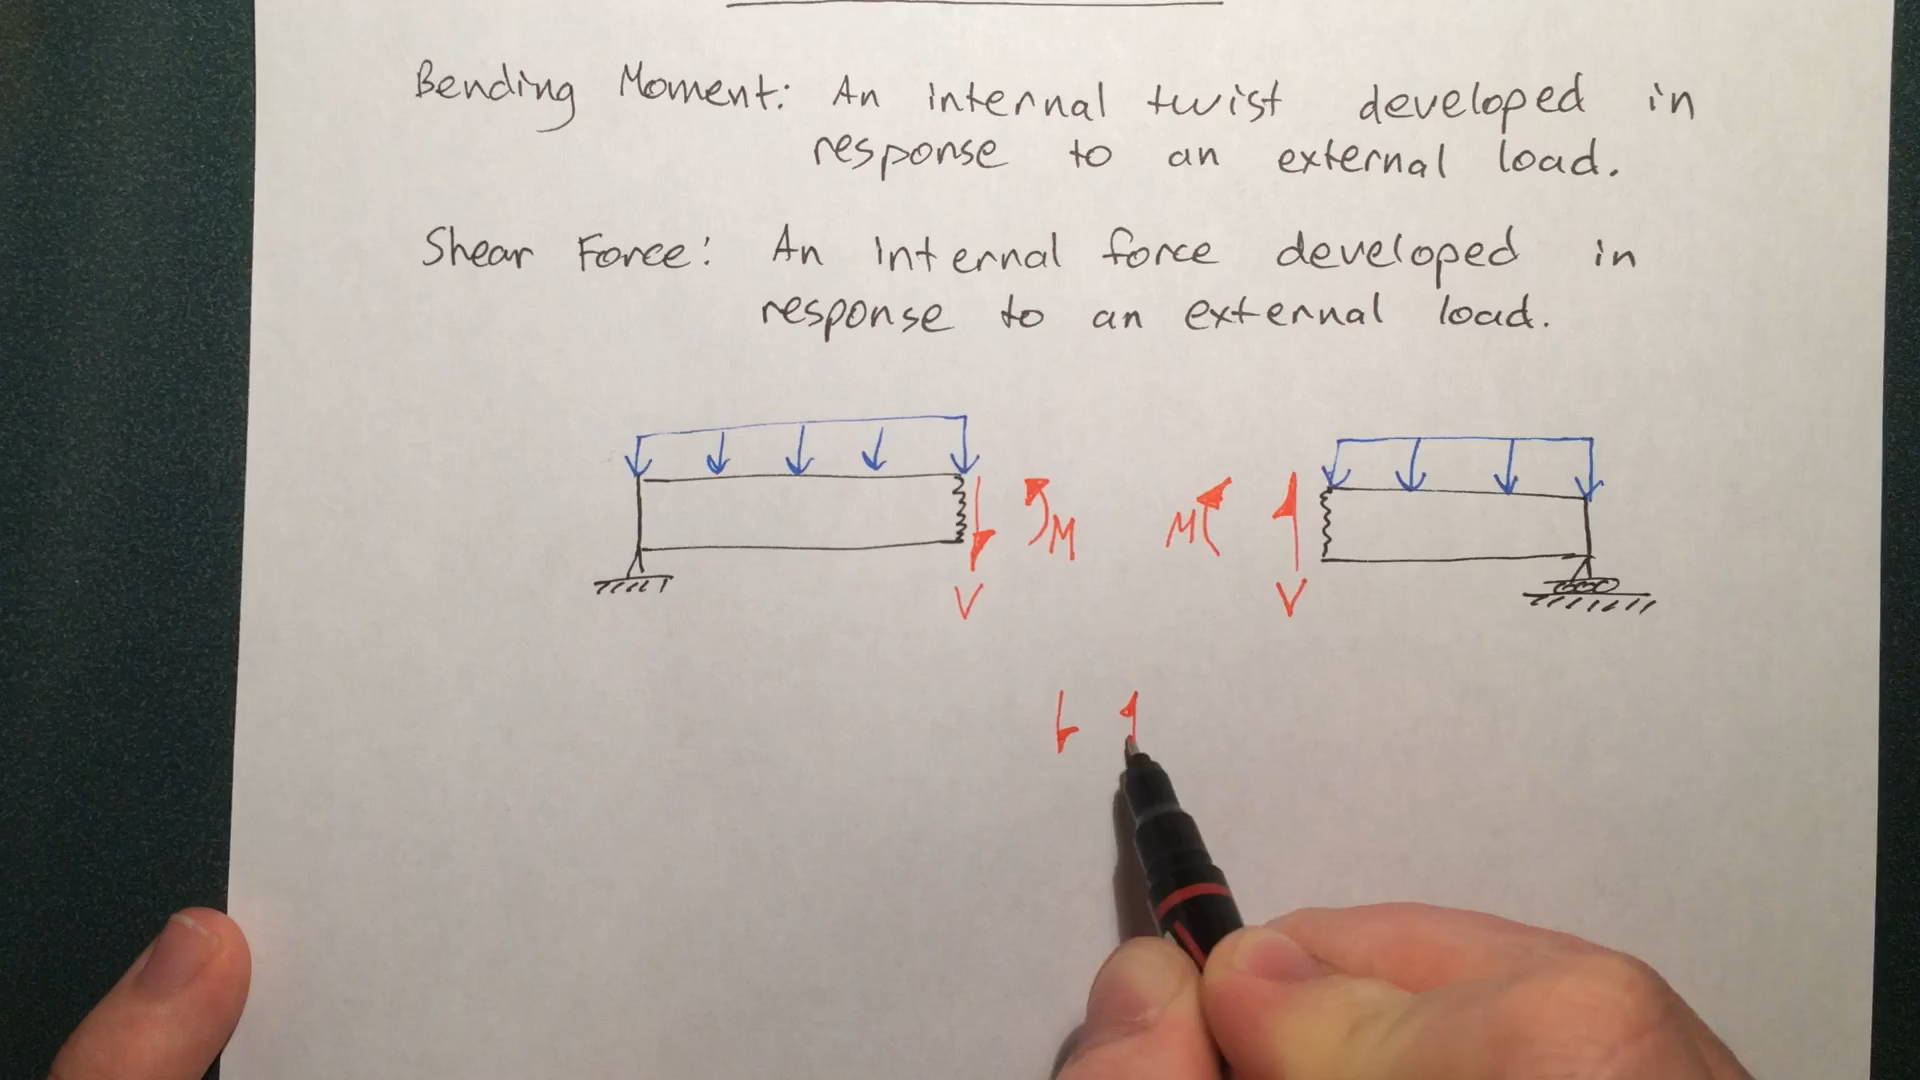 Bending Moment: An internal twist developed in
response to an external load.
Shear Force: An internal force developed in
response to an external load.
M M
V V